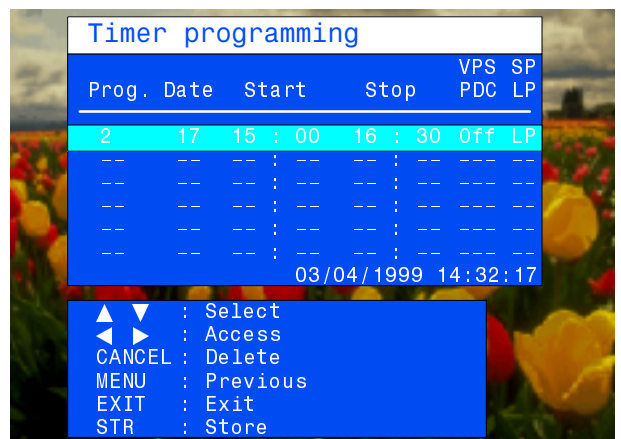 Timer programming
VPS SP
Prog. Date Start Stop PDC LP
2 17 15 : 00 16 : 30 Off LP
-- -- -- : -- -- : -- --- --
-- -- -- : -- -- : -- --- --
-- -- -- : -- -- : -- --- --
-- -- -- : -- -- : -- --- --
-- -- -- : -- -- : -- --- --
03/04/1999 14:32:17
▲ ▼ : Select
◀ ▶ : Access
CANCEL : Delete
MENU : Previous
EXIT : Exit
STR : Store